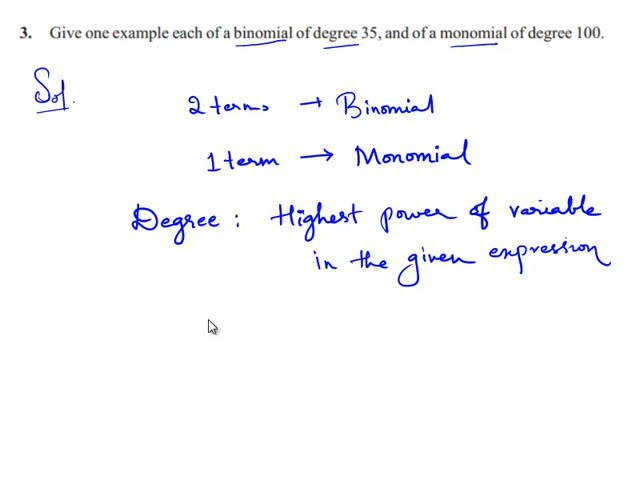 3. Give one example each of a binomial of degree 35, and of a monomial of degree 100.
Sol.
2 terms → Binomial
1 term → Monomial
Degree : Highest power of variable
in the given expression